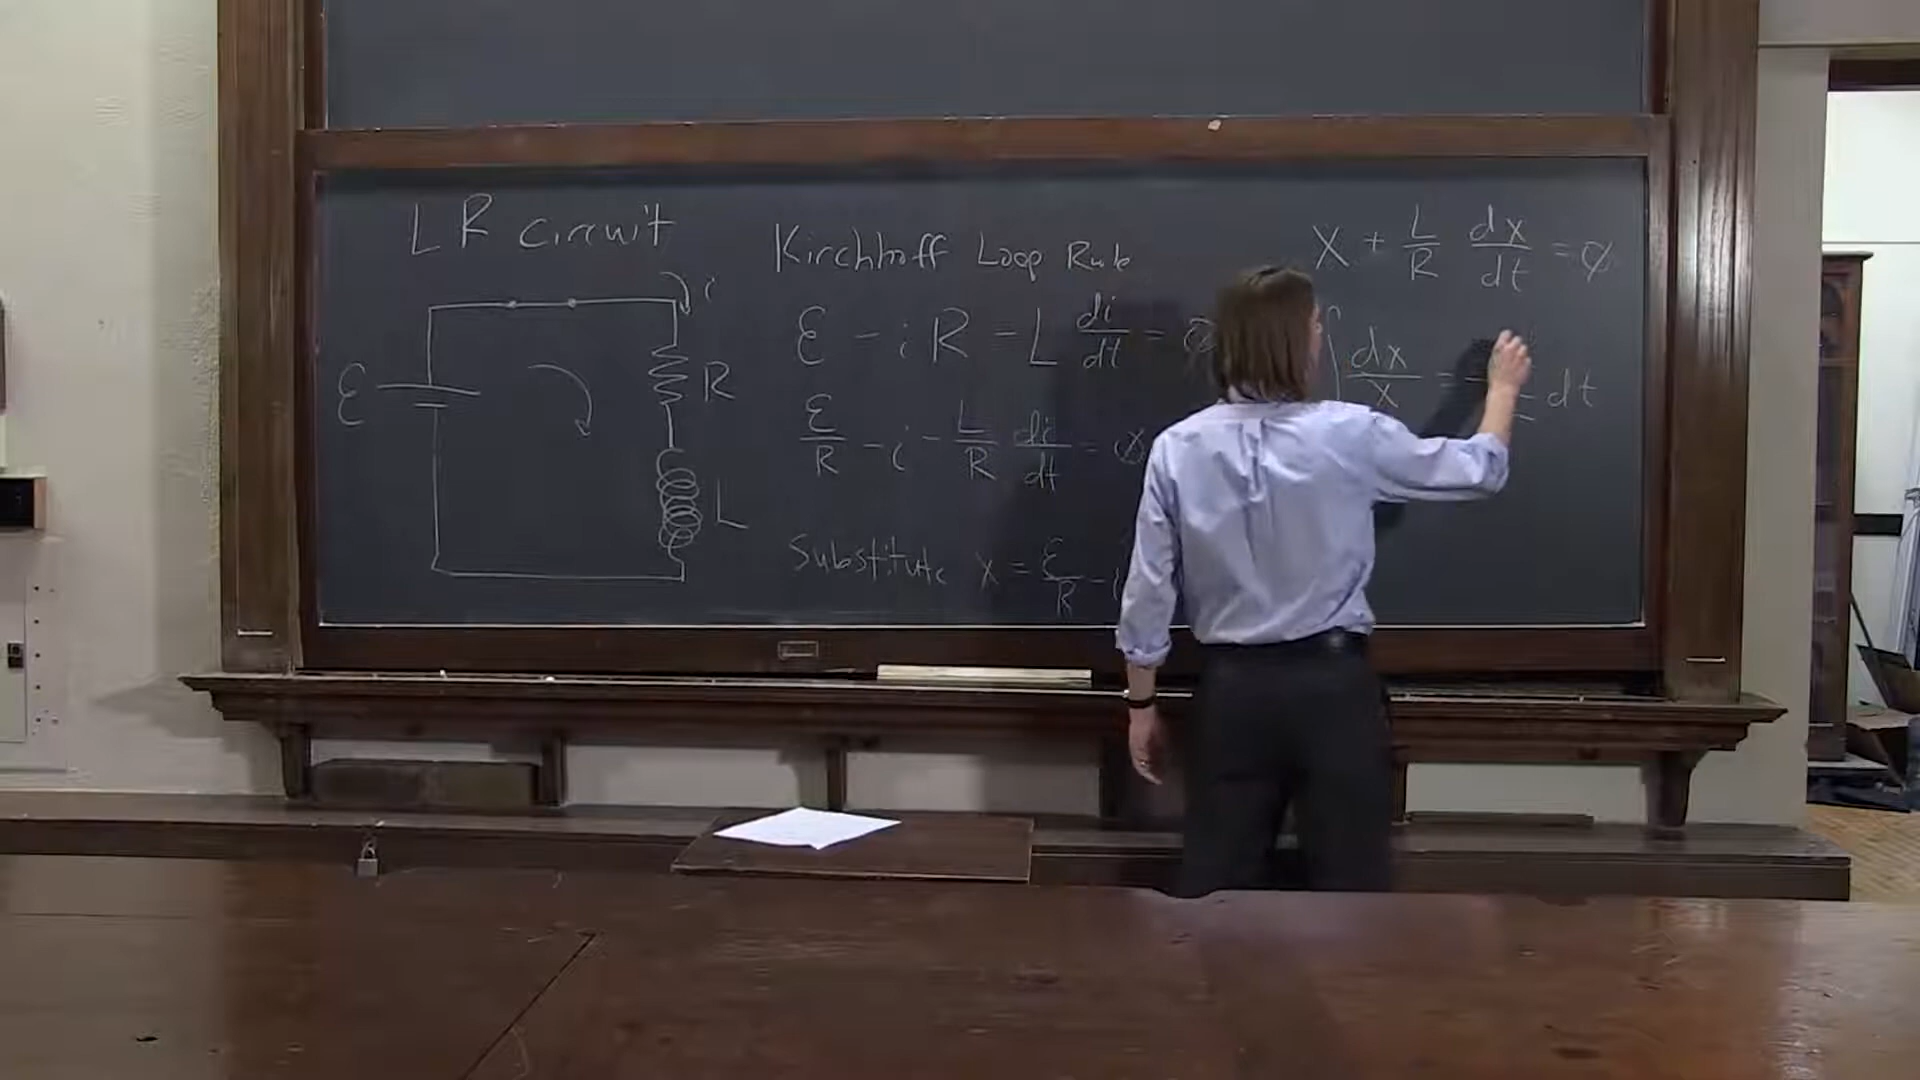 LR circuit
i
ℰ
R
L
Kirchhoff Loop Rule
ℰ - iR - L di/dt = 0
ℰ/R - i - L/R di/dt = 0
Substitute x = ℰ/R - i
X + L/R dx/dt = 0
∫ dx/x = dt